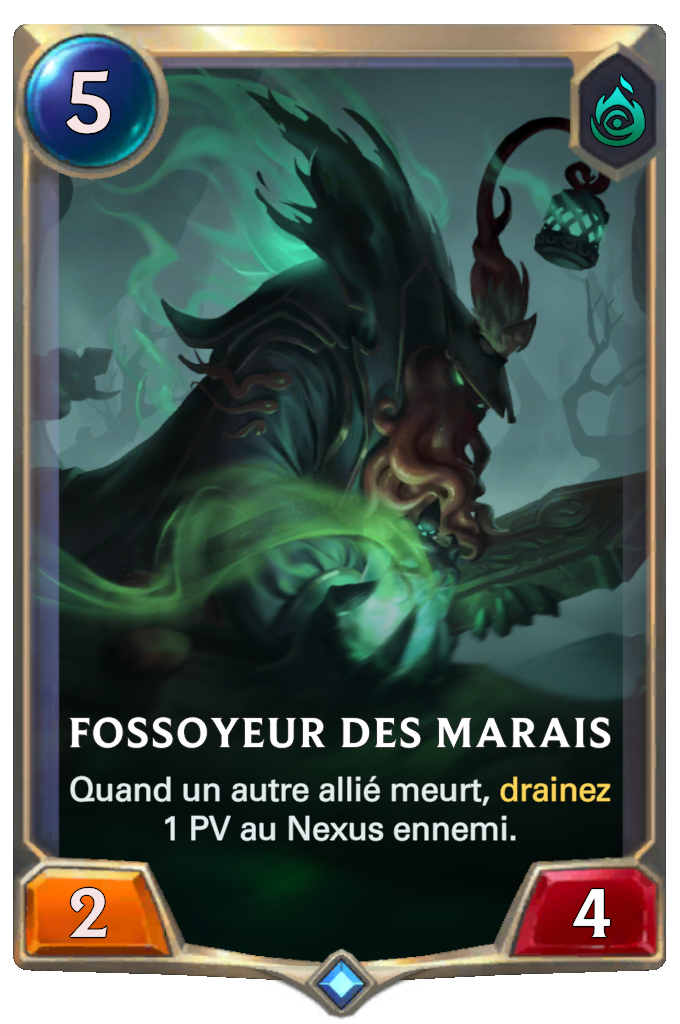 5
FOSSOYEUR DES MARAIS
Quand un autre allié meurt, drainez
1 PV au Nexus ennemi.
2
4